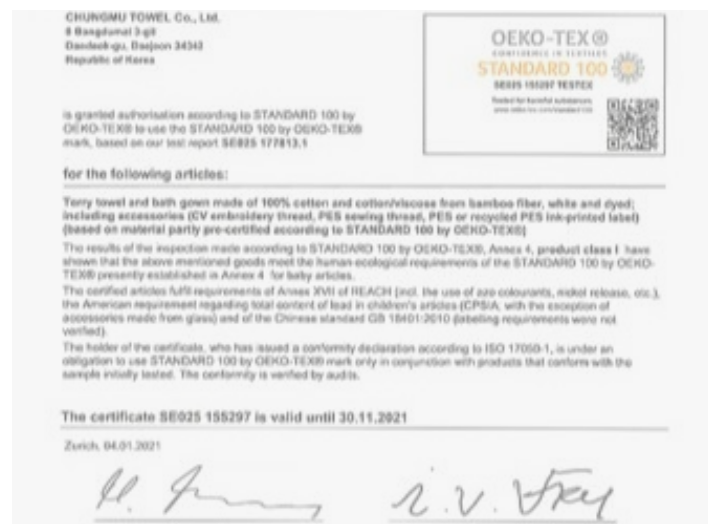 CHUNGMU TOWEL Co., Ltd.
Republic of Korea
OEKO-TEX®
CONFIDENCE IN TEXTILES
STANDARD 100
SE025 155297 TESTEX
Tested for harmful substances
is granted authorisation according to STANDARD 100 by
OEKO-TEX® to use the STANDARD 100 by OEKO-TEX®
mark, based on our test report SE025 177813.1
for the following articles:
Terry towel and bath gown made of 100% cotton and cotton/viscose from bamboo fiber, white and dyed;
including accessories (CV embroidery thread, PES sewing thread, PES or recycled PES ink-printed label)
(based on material partly pre-certified according to STANDARD 100 by OEKO-TEX®)
The results of the inspection made according to STANDARD 100 by OEKO-TEX®, Annex 4, product class I have
shown that the above mentioned goods meet the human-ecological requirements of the STANDARD 100 by OEKO-
TEX® presently established in Annex 4 for baby articles.
The certified articles fulfil requirements of Annex XVII of REACH (incl. the use of azo colourants, nickel release, etc.),
the American requirement regarding total content of lead in children's articles (CPSIA; with the exception of
accessories made from glass) and of the Chinese standard GB 18401:2010 (labelling requirements were not
verified).
The holder of the certificate, who has issued a conformity declaration according to ISO 17050-1, is under an
obligation to use STANDARD 100 by OEKO-TEX® mark only in conjunction with products that conform with the
sample initially tested. The conformity is verified by audits.
The certificate SE025 155297 is valid until 30.11.2021
Zurich, 04.01.2021